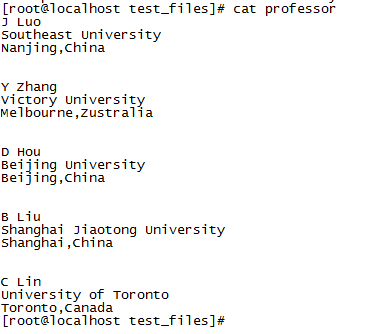 [root@localhost test_files]# cat professor
J Luo
Southeast University
Nanjing,China
Y Zhang
Victory University
Melbourne,Zustralia
D Hou
Beijing University
Beijing,China
B Liu
Shanghai Jiaotong University
Shanghai,China
C Lin
University of Toronto
Toronto,Canada
[root@localhost test_files]#